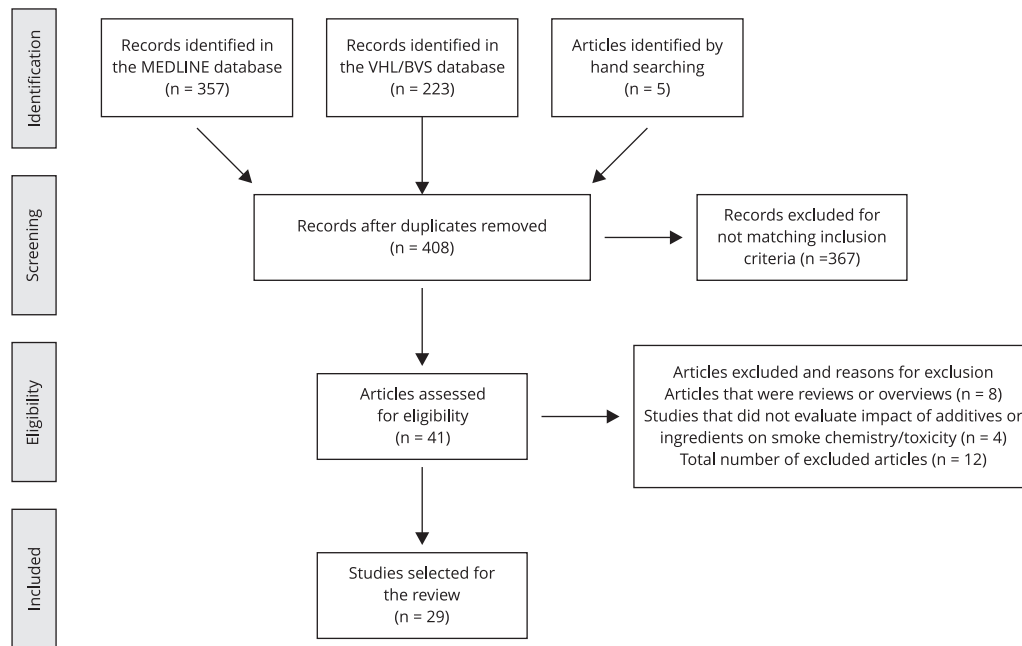 Identification
Records identified in
the MEDLINE database
(n = 357)
Records identified in
the VHL/BVS database
(n = 223)
Articles identified by
hand searching
(n = 5)
Screening
Records after duplicates removed
(n = 408)
Records excluded for
not matching inclusion
criteria (n =367)
Eligibility
Articles assessed
for eligibility
(n = 41)
Articles excluded and reasons for exclusion
Articles that were reviews or overviews (n = 8)
Studies that did not evaluate impact of additives or
ingredients on smoke chemistry/toxicity (n = 4)
Total number of excluded articles (n = 12)
Included
Studies selected for
the review
(n = 29)